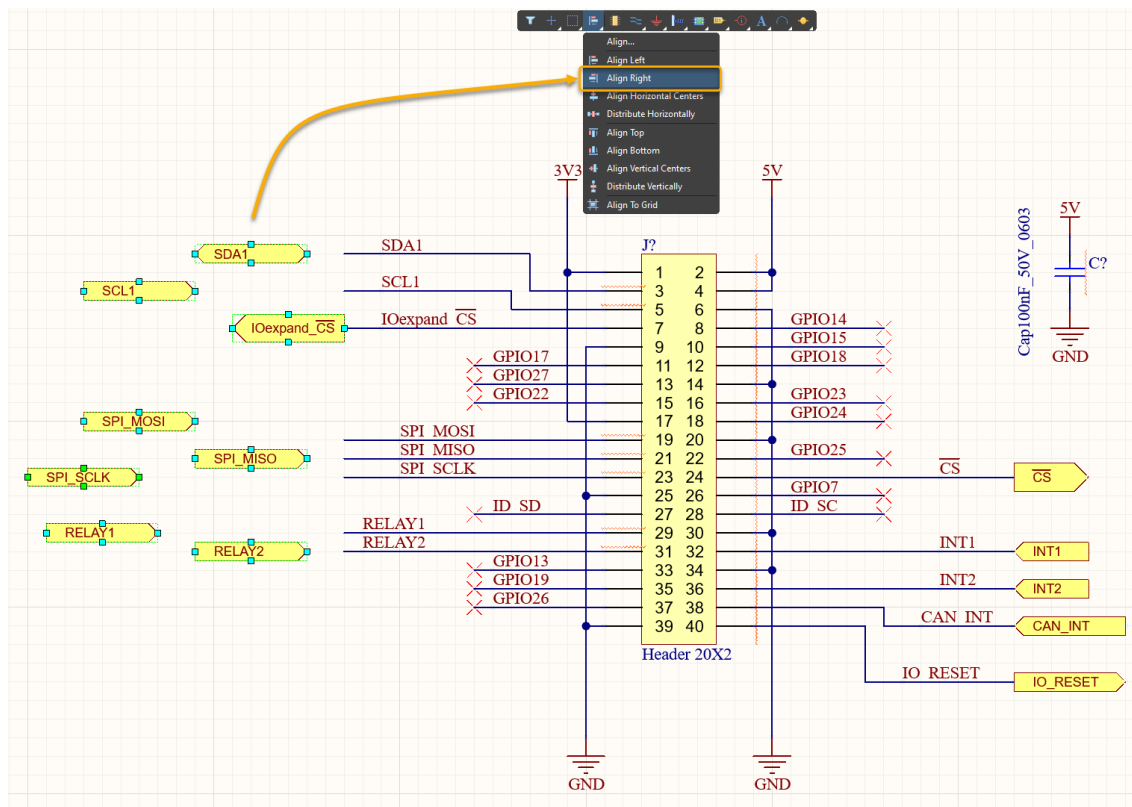 A
Align...
Align Left
Align Right
Align Horizontal Centers
Distribute Horizontally
Align Top
Align Bottom
Align Vertical Centers
Distribute Vertically
Align To Grid
3V3
5V
5V
Cap100nF_50V_0603
C?
GND
J?
SDA1
SDA1
SCL1
SCL1
IOexpand_CS
IOexpand CS
1 2
3 4
5 6
7 8
9 10
11 12
13 14
15 16
17 18
19 20
21 22
23 24
25 26
27 28
29 30
31 32
33 34
35 36
37 38
39 40
Header 20X2
GPIO17
GPIO27
GPIO22
SPI_MOSI
SPI MOSI
SPI_MISO
SPI MISO
SPI_SCLK
SPI SCLK
ID SD
RELAY1
RELAY1
RELAY2
RELAY2
GPIO13
GPIO19
GPIO26
GPIO14
GPIO15
GPIO18
GPIO23
GPIO24
GPIO25
CS
CS
GPIO7
ID SC
INT1
INT1
INT2
INT2
CAN INT
CAN_INT
IO RESET
IO_RESET
GND
GND